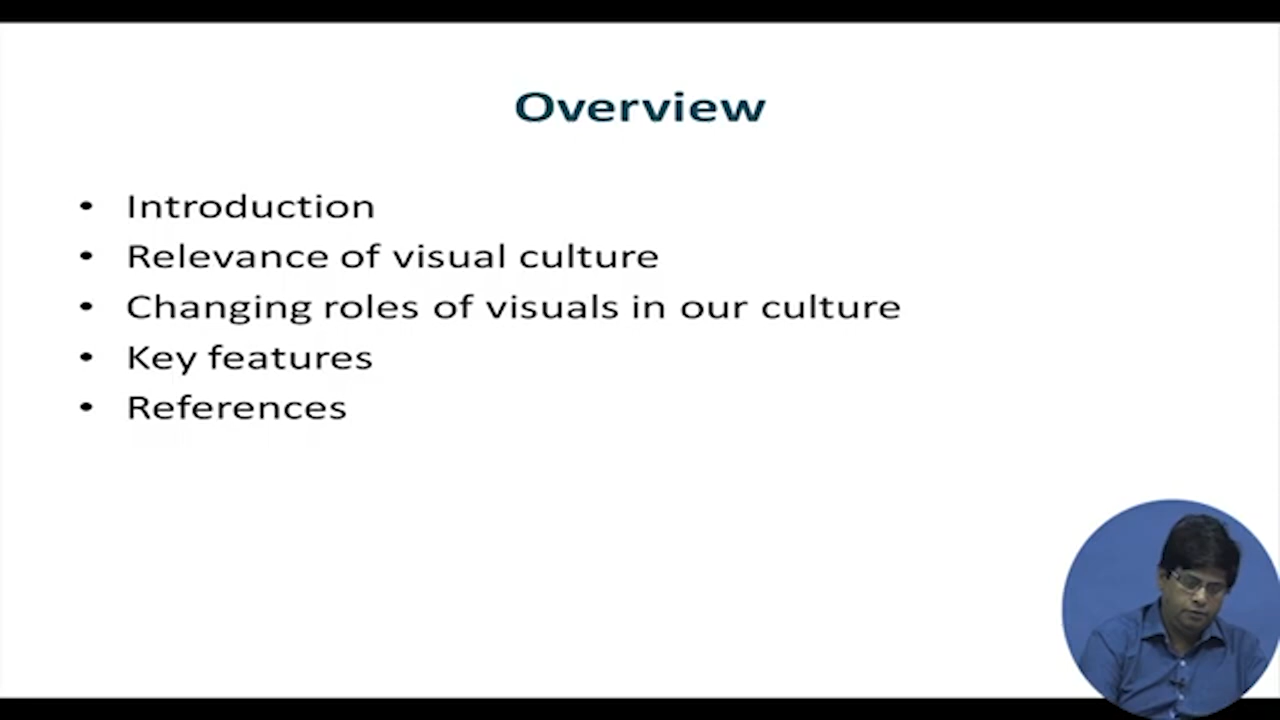 Overview
• Introduction
• Relevance of visual culture
• Changing roles of visuals in our culture
• Key features
• References